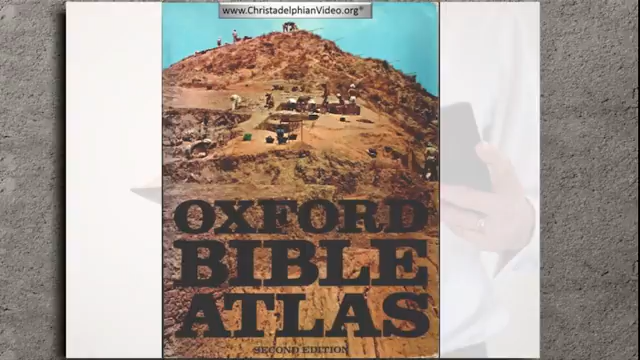 www.ChristadelphianVideo.org®
OXFORD
BIBLE
ATLAS
SECOND EDITION